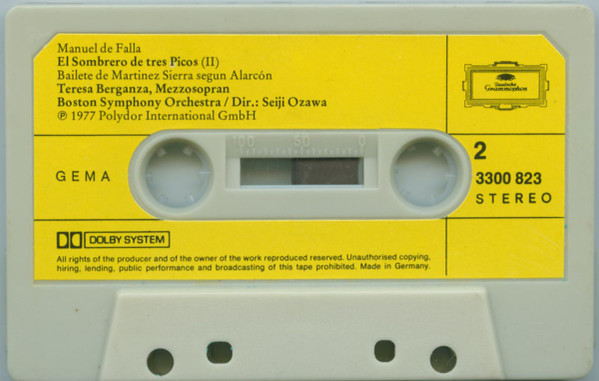 Manuel de Falla
El Sombrero de tres Picos (II)
Bailete de Martinez Sierra segun Alarcón
Teresa Berganza, Mezzosopran
Boston Symphony Orchestra / Dir.: Seiji Ozawa
℗ 1977 Polydor International GmbH
Deutsche
Grammophon
100 50 0
GEMA
2
3300 823
STEREO
DOLBY SYSTEM
All rights of the producer and of the owner of the work reproduced reserved. Unauthorised copying,
hiring, lending, public performance and broadcasting of this tape prohibited. Made in Germany.